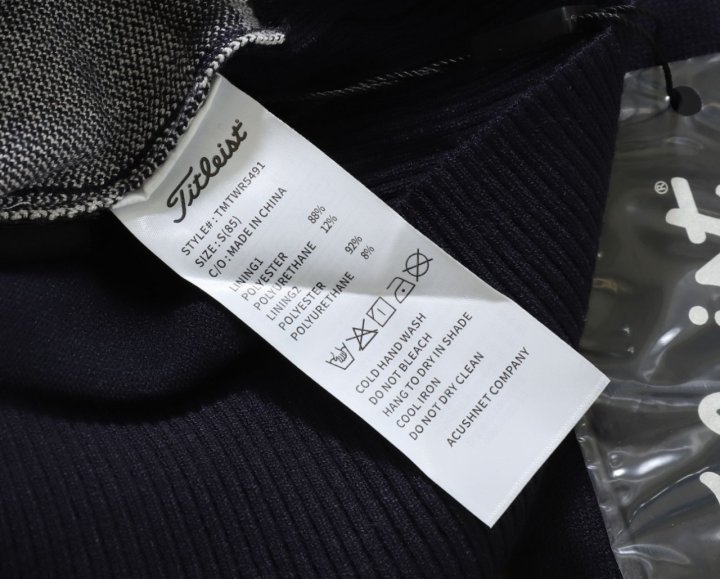 Titleist
STYLE#: TMTWR5491
SIZE: S(85)
C/O: MADE IN CHINA
LINING1
POLYESTER 88%
POLYURETHANE 12%
LINING2
POLYESTER 92%
POLYURETHANE 8%
COLD HAND WASH
DO NOT BLEACH
HANG TO DRY IN SHADE
COOL IRON
DO NOT DRY CLEAN
ACUSHNET COMPANY
®